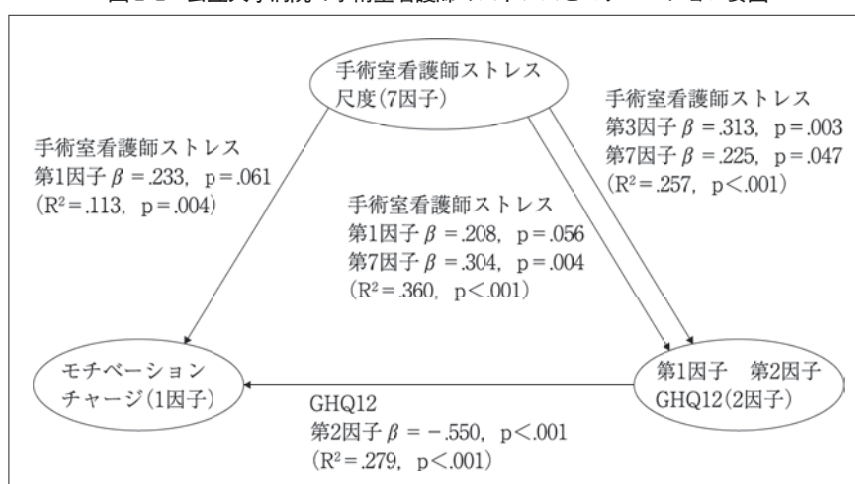 手術室看護師ストレス
尺度(7因子)
手術室看護師ストレス
第3因子 β =.313, p=.003
第7因子 β =.225, p=.047
(R²=.257, p<.001)
手術室看護師ストレス
第1因子 β =.233, p=.061
(R²=.113, p=.004)
手術室看護師ストレス
第1因子 β =.208, p=.056
第7因子 β =.304, p=.004
(R²=.360, p<.001)
モチベーション
チャージ(1因子)
第1因子 第2因子
GHQ12(2因子)
GHQ12
第2因子 β =−.550, p<.001
(R²=.279, p<.001)